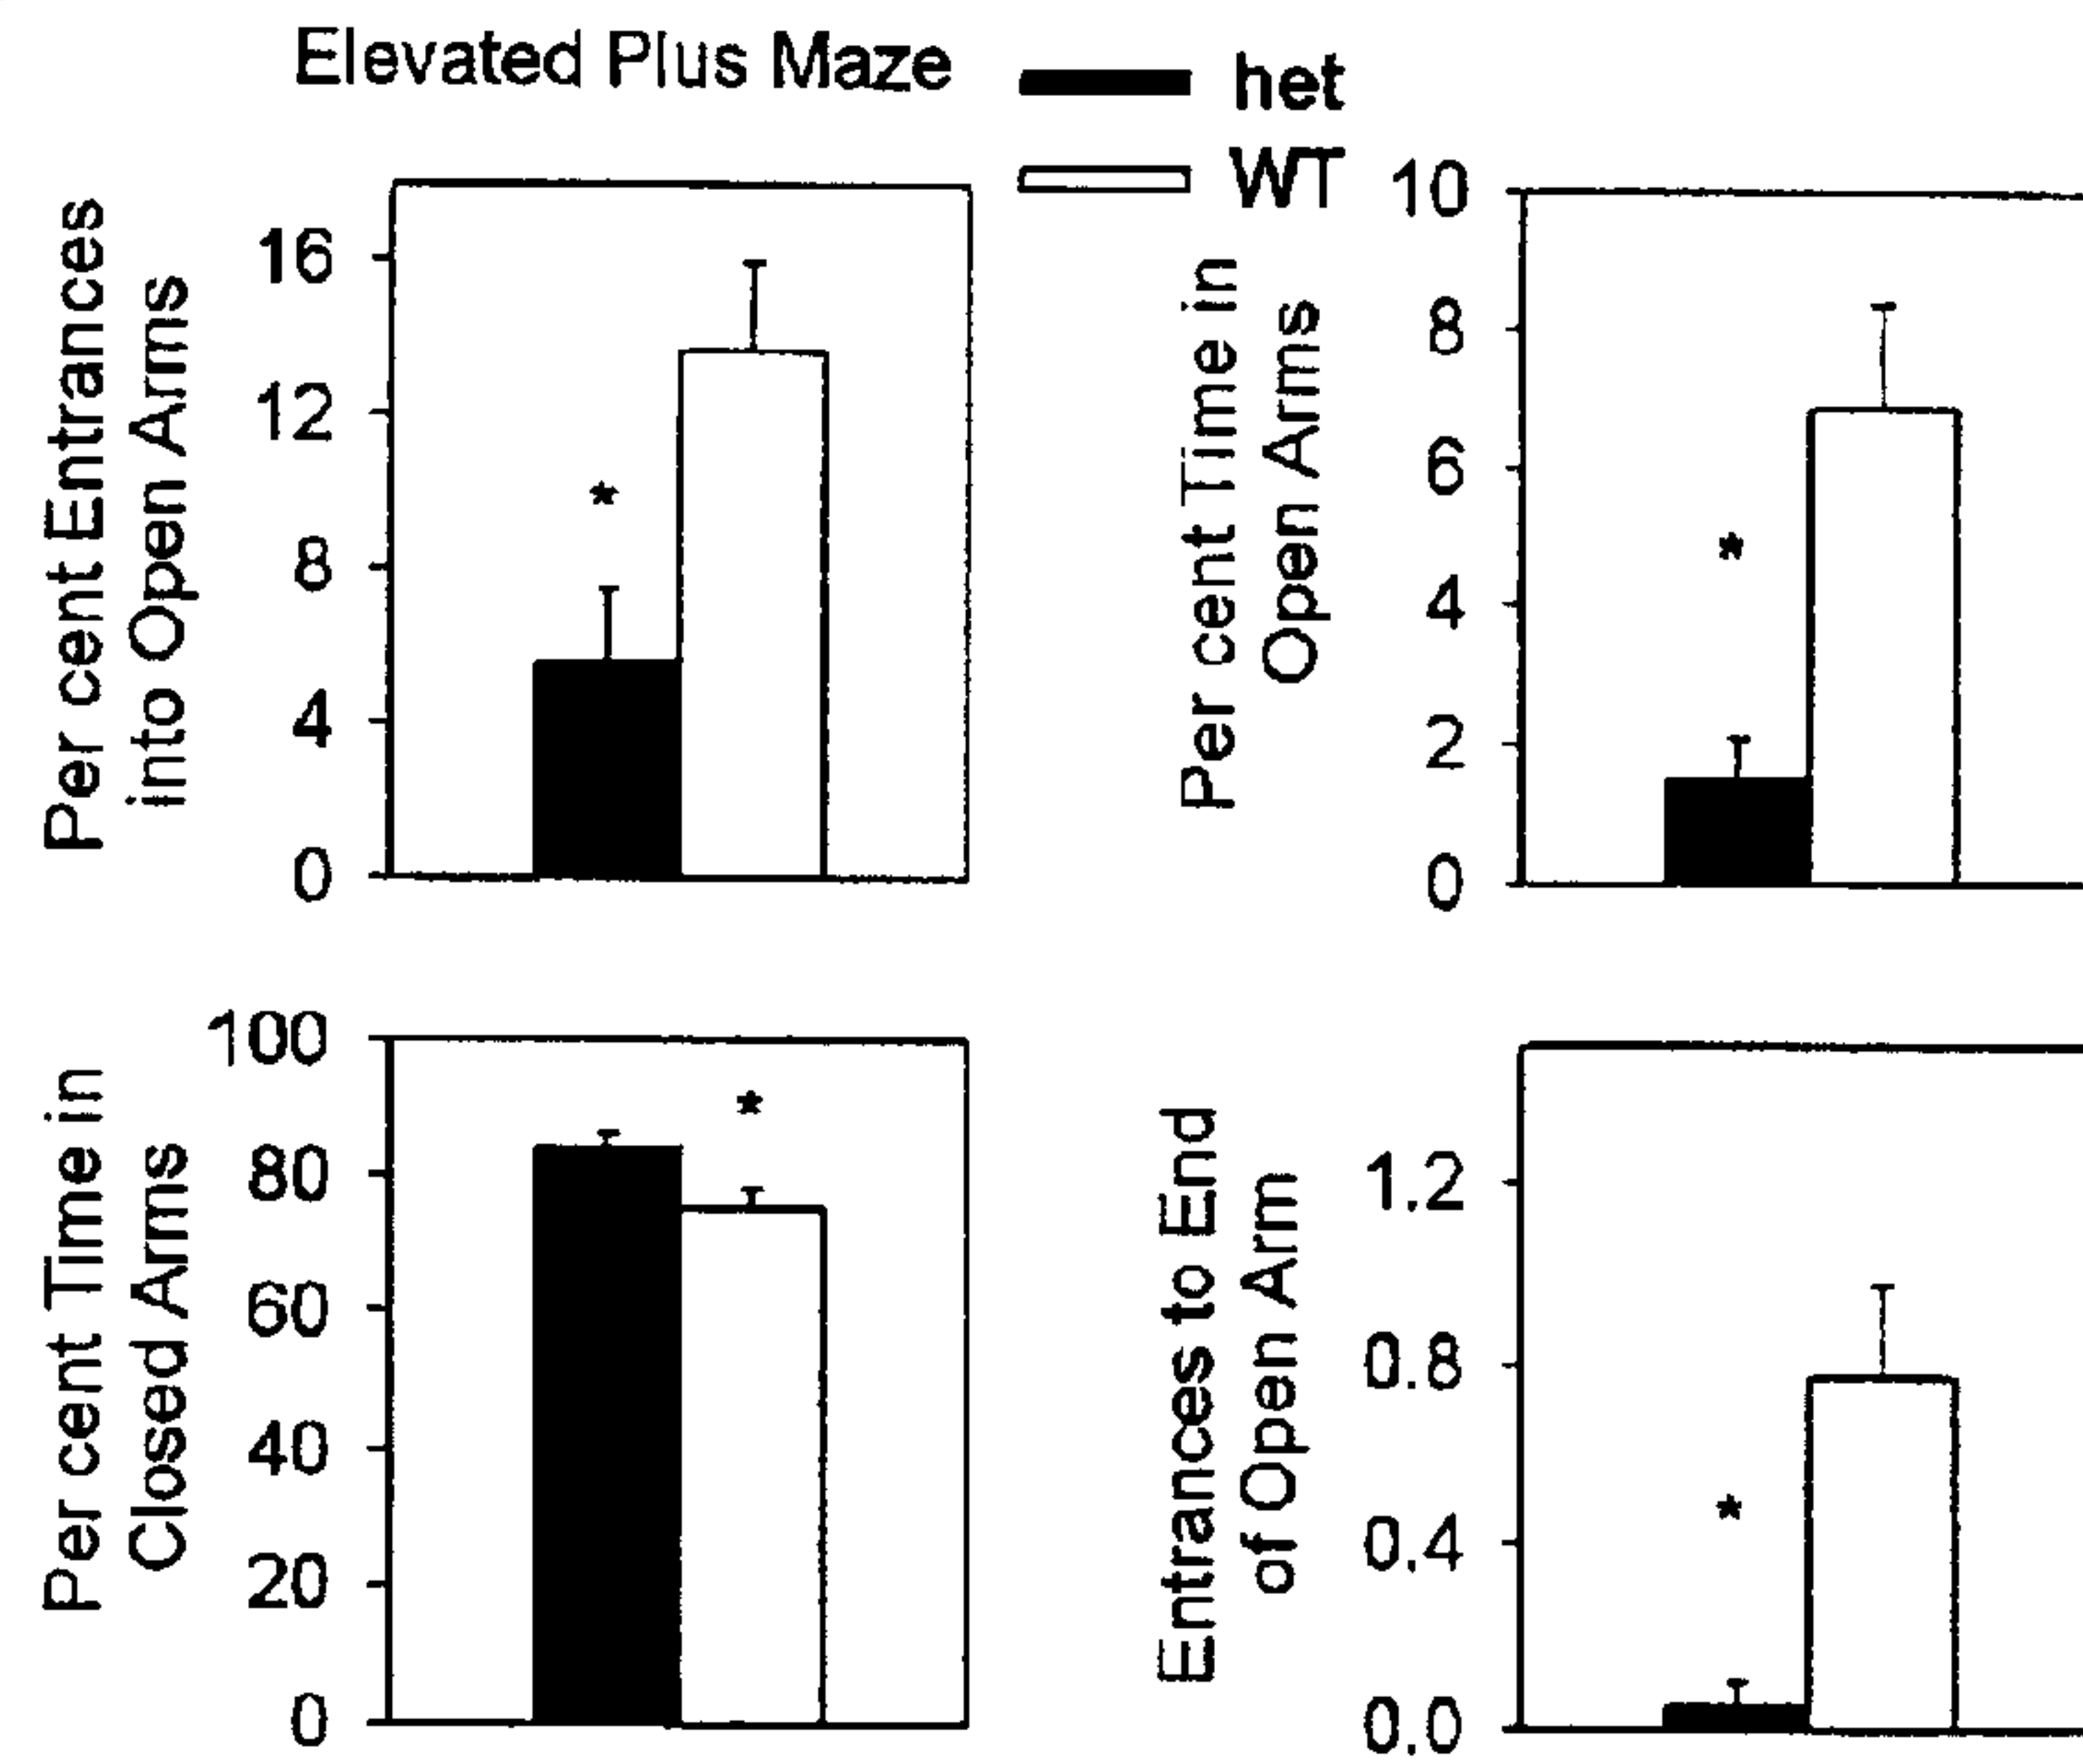 Elevated Plus Maze
het
WT
Per cent Entrances
into Open Arms
16
12
8
4
0
*
Per cent Time in
Open Arms
10
8
6
4
2
0
*
Per cent Time in
Closed Arms
100
80
60
40
20
0
*
Entrances to End
of Open Arm
1.2
0.8
0.4
0.0
*